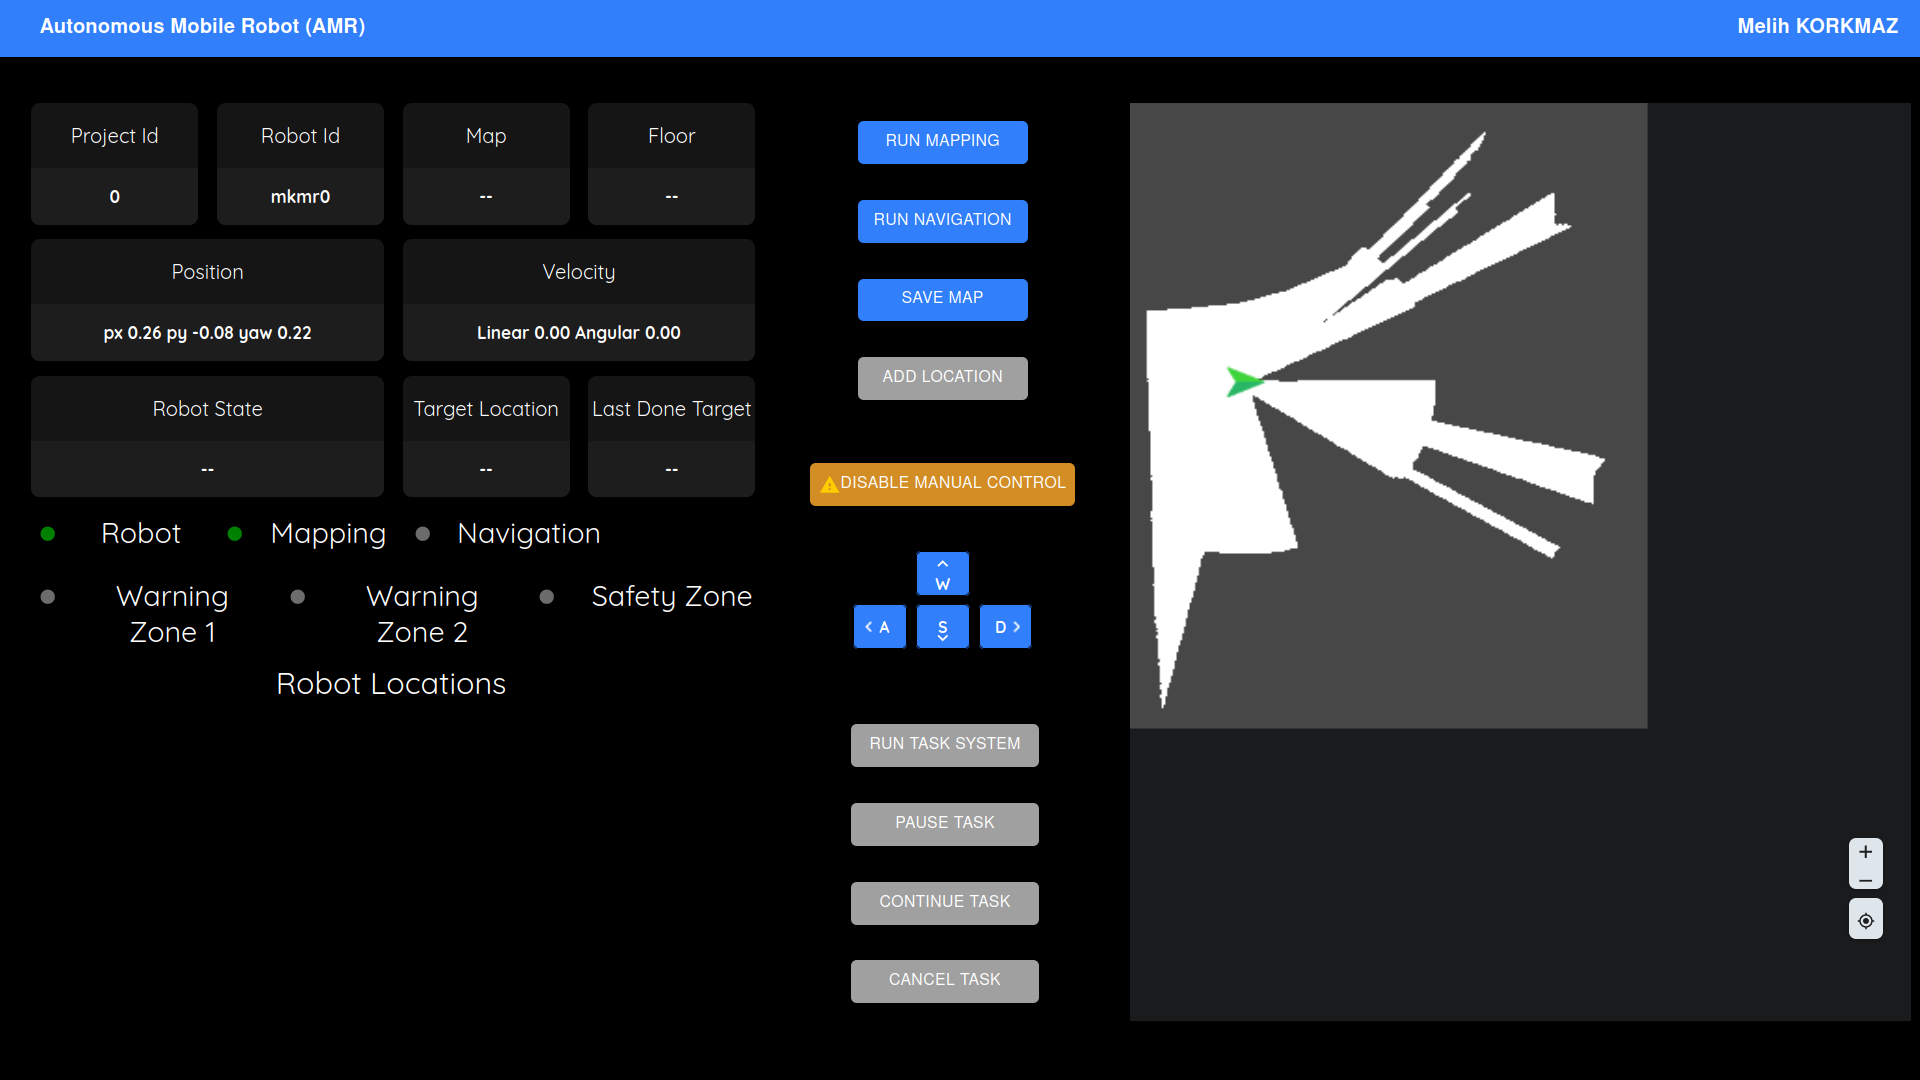 Autonomous Mobile Robot (AMR)
Melih KORKMAZ
Project Id
0
Robot Id
mkmr0
Map
--
Floor
--
Position
px 0.26 py -0.08 yaw 0.22
Velocity
Linear 0.00 Angular 0.00
Robot State
--
Target Location
--
Last Done Target
--
Robot
Mapping
Navigation
Warning
Zone 1
Warning
Zone 2
Safety Zone
Robot Locations
RUN MAPPING
RUN NAVIGATION
SAVE MAP
ADD LOCATION
DISABLE MANUAL CONTROL
W
A
S
D
RUN TASK SYSTEM
PAUSE TASK
CONTINUE TASK
CANCEL TASK
+
−